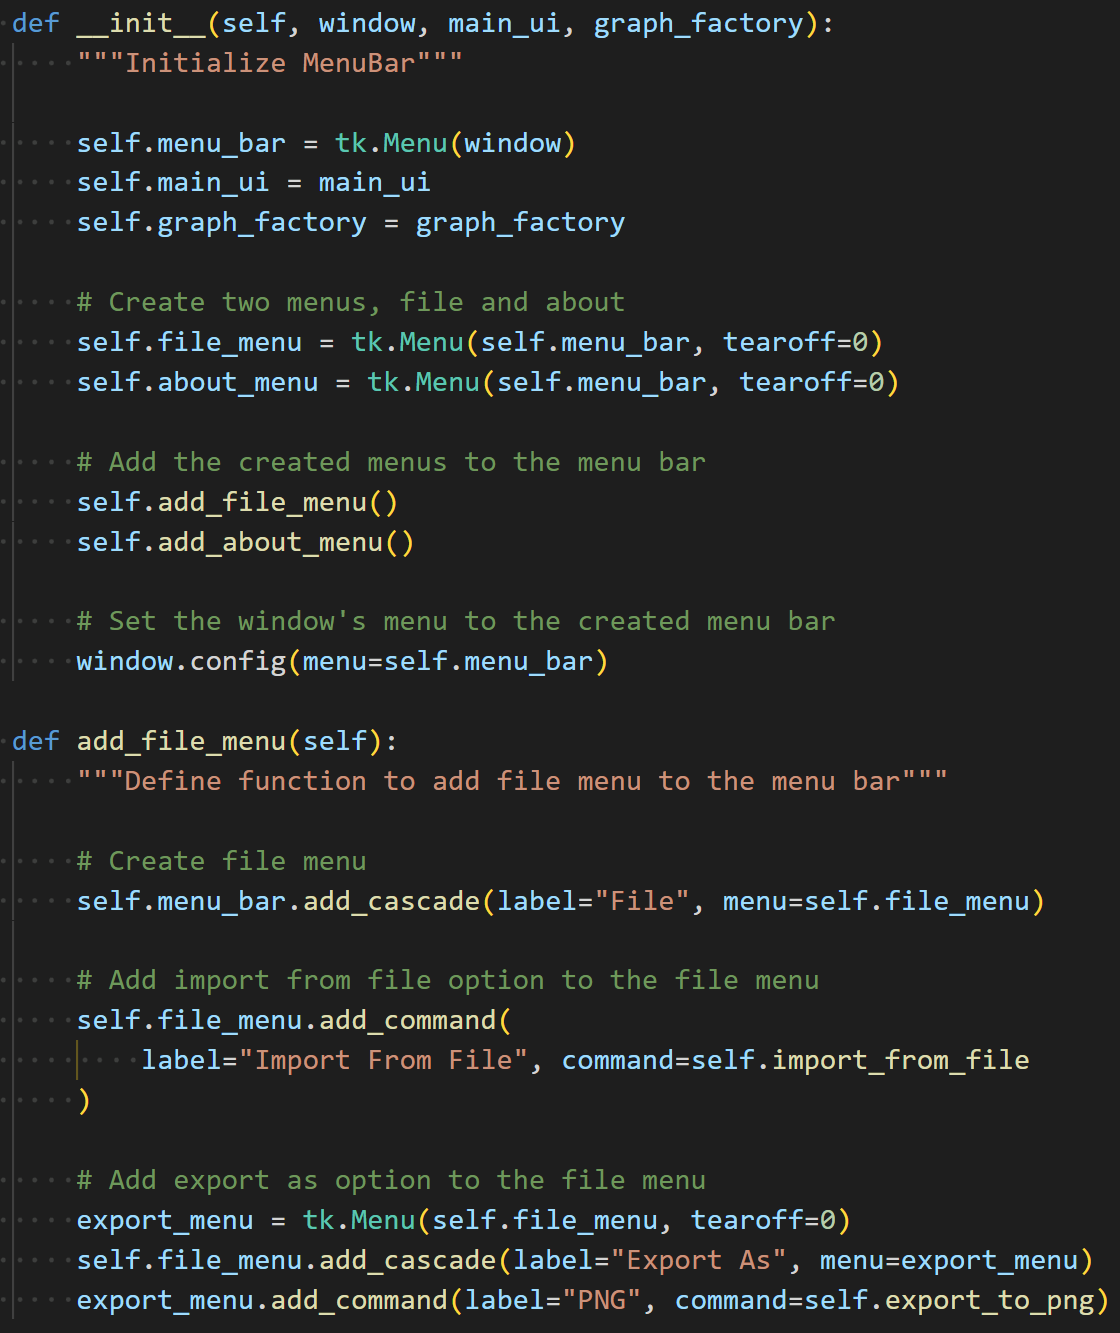 def __init__(self, window, main_ui, graph_factory):
    """Initialize MenuBar"""

    self.menu_bar = tk.Menu(window)
    self.main_ui = main_ui
    self.graph_factory = graph_factory

    # Create two menus, file and about
    self.file_menu = tk.Menu(self.menu_bar, tearoff=0)
    self.about_menu = tk.Menu(self.menu_bar, tearoff=0)

    # Add the created menus to the menu bar
    self.add_file_menu()
    self.add_about_menu()

    # Set the window's menu to the created menu bar
    window.config(menu=self.menu_bar)

def add_file_menu(self):
    """Define function to add file menu to the menu bar"""

    # Create file menu
    self.menu_bar.add_cascade(label="File", menu=self.file_menu)

    # Add import from file option to the file menu
    self.file_menu.add_command(
        label="Import From File", command=self.import_from_file
    )

    # Add export as option to the file menu
    export_menu = tk.Menu(self.file_menu, tearoff=0)
    self.file_menu.add_cascade(label="Export As", menu=export_menu)
    export_menu.add_command(label="PNG", command=self.export_to_png)